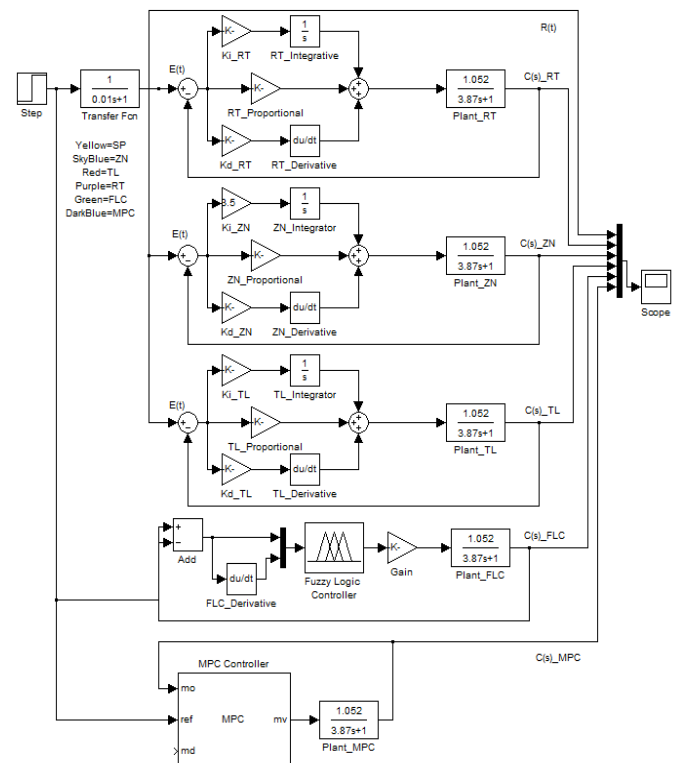 R(t)
Ki_RT
1
s
RT_Integrative
K-
E(t)
C(s)_RT
1
0.01s+1
K-
1.052
3.87s+1
Step
Transfer Fcn
RT_Proportional
Plant_RT
K-
du/dt
Kd_RT
RT_Derivative
Yellow=SP
SkyBlue=ZN
Red=TL
Purple=RT
Green=FLC
DarkBlue=MPC
3.5
1
s
Ki_ZN
ZN_Integrator
E(t)
C(s)_ZN
K-
1.052
3.87s+1
ZN_Proportional
Plant_ZN
K-
du/dt
Kd_ZN
ZN_Derivative
Scope
K-
1
s
Ki_TL
TL_Integrator
E(t)
C(s)_TL
K-
1.052
3.87s+1
TL_Proportional
Plant_TL
K-
du/dt
Kd_TL
TL_Derivative
C(s)_FLC
Add
du/dt
FLC_Derivative
Fuzzy Logic
Controller
K-
Gain
1.052
3.87s+1
Plant_FLC
C(s)_MPC
MPC Controller
mo
ref
MPC
mv
md
1.052
3.87s+1
Plant_MPC